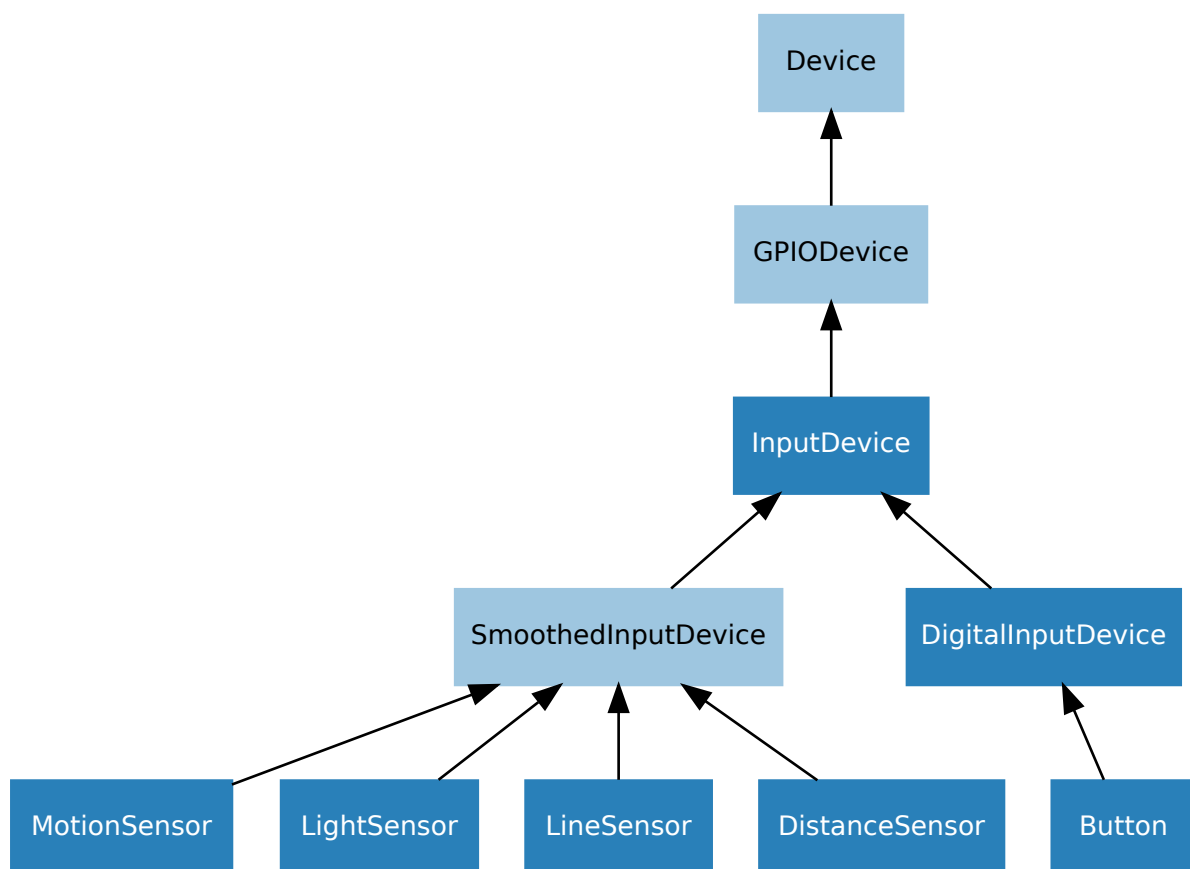 Device
GPIODevice
InputDevice
SmoothedInputDevice
DigitalInputDevice
MotionSensor
LightSensor
LineSensor
DistanceSensor
Button